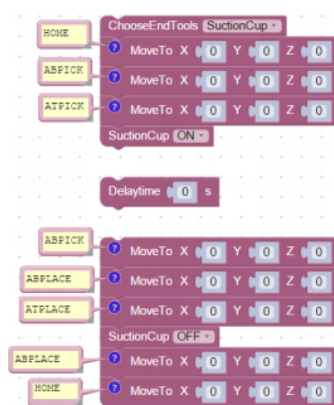 ChooseEndTools SuctionCup
HOME ? MoveTo X 0 Y 0 Z 0
ABPICK ? MoveTo X 0 Y 0 Z 0
ATPICK ? MoveTo X 0 Y 0 Z 0
SuctionCup ON
Delaytime 0 s
ABPICK ? MoveTo X 0 Y 0 Z 0
ABPLACE ? MoveTo X 0 Y 0 Z 0
ATPLACE ? MoveTo X 0 Y 0 Z 0
SuctionCup OFF
ABPLACE ? MoveTo X 0 Y 0 Z 0
HOME ? MoveTo X 0 Y 0 Z 0